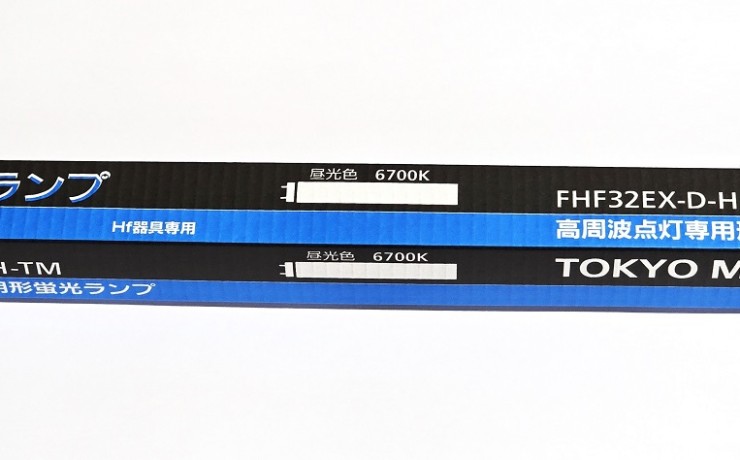 ランプ
昼光色 6700K
FHF32EX-D-H
Hf器具専用
高周波点灯専用
H-TM
昼光色 6700K
TOKYO M
用形蛍光ランプ